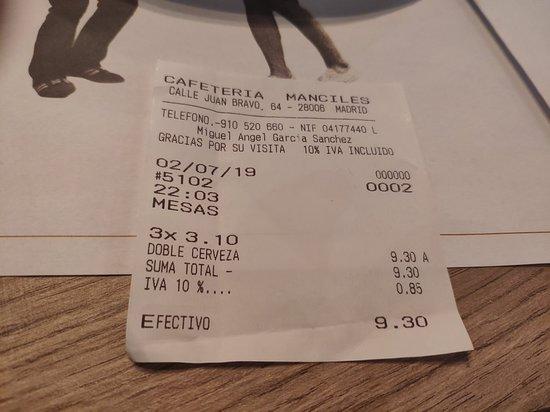 CAFETERIA MANCILES
CALLE JUAN BRAVO, 64 - 28006 MADRID
TELEFONO.-910 520 660 - NIF 04177440 L
Miguel Angel Garcia Sanchez
GRACIAS POR SU VISITA 10% IVA INCLUIDO
02/07/19 000000
#5102 0002
22:03
MESAS
3x 3.10
DOBLE CERVEZA 9.30 A
SUMA TOTAL - 9.30
IVA 10 %.... 0.85
EFECTIVO 9.30